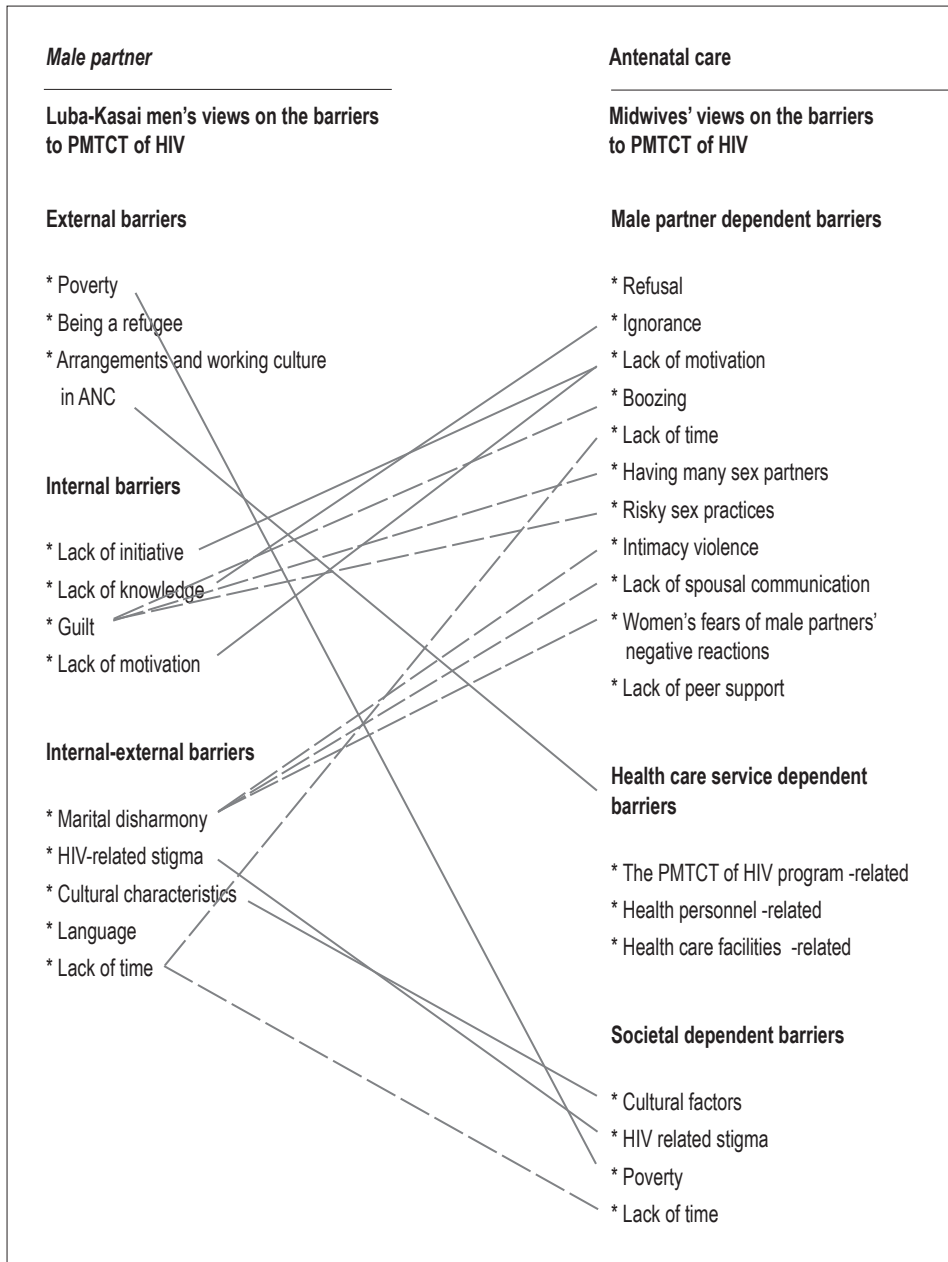 Male partner
Luba-Kasai men's views on the barriers
to PMTCT of HIV
External barriers
* Poverty
* Being a refugee
* Arrangements and working culture
in ANC
Internal barriers
* Lack of initiative
* Lack of knowledge
* Guilt
* Lack of motivation
Internal-external barriers
* Marital disharmony
* HIV-related stigma
* Cultural characteristics
* Language
* Lack of time
Antenatal care
Midwives' views on the barriers
to PMTCT of HIV
Male partner dependent barriers
* Refusal
* Ignorance
* Lack of motivation
* Boozing
* Lack of time
* Having many sex partners
* Risky sex practices
* Intimacy violence
* Lack of spousal communication
* Women's fears of male partners'
negative reactions
* Lack of peer support
Health care service dependent
barriers
* The PMTCT of HIV program -related
* Health personnel -related
* Health care facilities -related
Societal dependent barriers
* Cultural factors
* HIV related stigma
* Poverty
* Lack of time